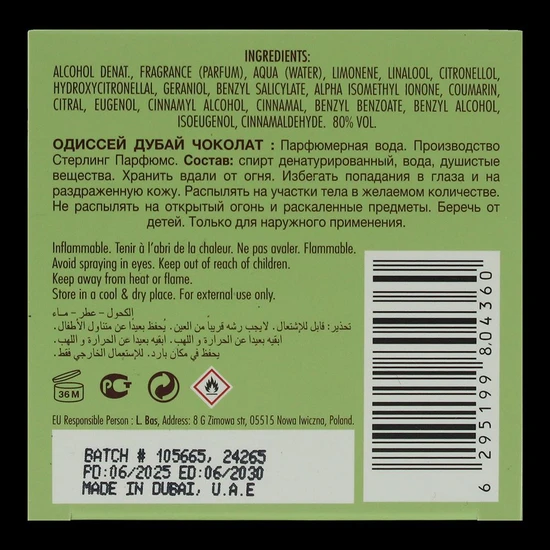 INGREDIENTS:
ALCOHOL DENAT., FRAGRANCE (PARFUM), AQUA (WATER), LIMONENE, LINALOOL, CITRONELLOL,
HYDROXYCITRONELLAL, GERANIOL, BENZYL SALICYLATE, ALPHA ISOMETHYL IONONE, COUMARIN,
CITRAL, EUGENOL, CINNAMYL ALCOHOL, CINNAMAL, BENZYL BENZOATE, BENZYL ALCOHOL,
ISOEUGENOL, CINNAMALDEHYDE. 80% VOL.
ОДИССЕЙ ДУБАЙ ЧОКОЛАТ : Парфюмерная вода. Производство
Стерлинг Парфюмс. Состав: спирт денатурированный, вода, душистые
вещества. Хранить вдали от огня. Избегать попадания в глаза и на
раздраженную кожу. Распылять на участки тела в желаемом количестве.
Не распылять на открытый огонь и раскаленные предметы. Беречь от
детей. Только для наружного применения.
Inflammable. Tenir à l'abri de la chaleur. Ne pas avaler. Flammable.
Avoid spraying in eyes. Keep out of reach of children.
Keep away from heat or flame.
Store in a cool & dry place. For external use only.
الكحول – عطر – مـاء
تحذير: قابل للإشتعال. لايجب رشه قريباً من العين. يُحفظ بعيداً عن متناول الأطفال.
ابقيه بعيداً عن الحرارة و اللهب. ابقيه بعيداً عن الحرارة و اللهب.
يحفظ في مكان بارد. للإستعمال الخارجي فقط.
36 M
РСТ
EU Responsible Person : L. Bas, Address: 8 G Zimowa str, 05515 Nowa Iwiczna, Poland.
BATCH # 105665, 24265
PD:06/2025 ED:06/2030
MADE IN DUBAI, U.A.E
6 295199 804360